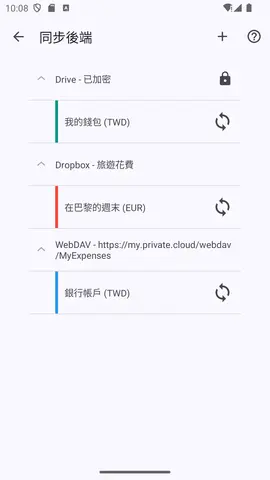 10:08
同步後端
Drive - 已加密
我的錢包 (TWD)
Dropbox - 旅遊花費
在巴黎的週末 (EUR)
WebDAV - https://my.private.cloud/webdav
/MyExpenses
銀行帳戶 (TWD)